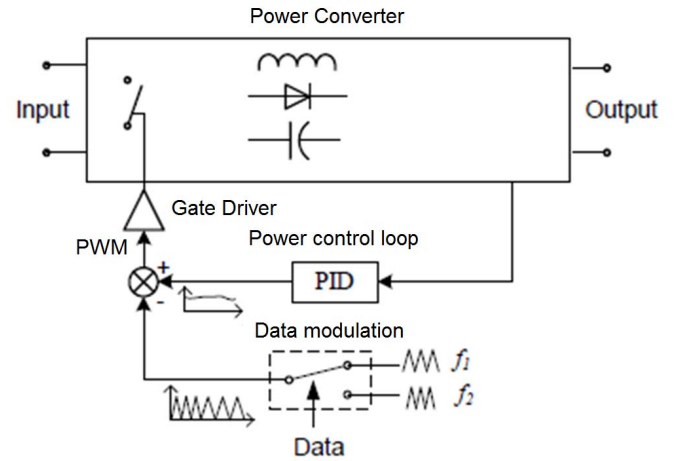 Power Converter
Input
Output
Gate Driver
PWM
Power control loop
+
PID
-
Data modulation
f1
f2
Data